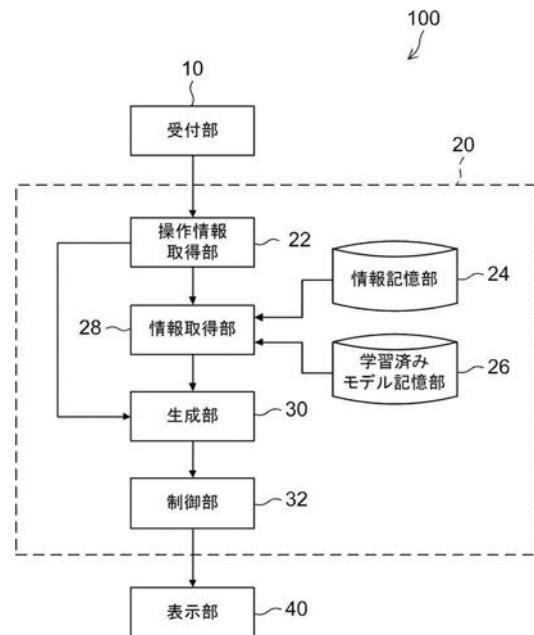 100
10
受付部
20
操作情報
取得部
22
情報記憶部
24
28
情報取得部
学習済み
モデル記憶部
26
生成部
30
制御部
32
表示部
40